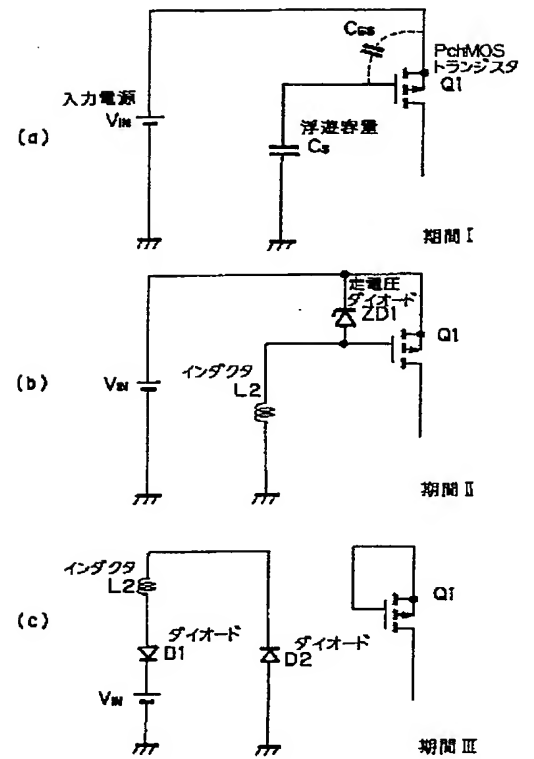 (a)
CGS
PchMOS
トランジスタ
Q1
入力電源
VIN
浮遊容量
Cs
期間 I
(b)
定電圧
ダイオード
ZD1
Q1
インダクタ
L2
VIN
期間 II
(c)
インダクタ
L2
Q1
ダイオード
D1
ダイオード
D2
VIN
期間 III